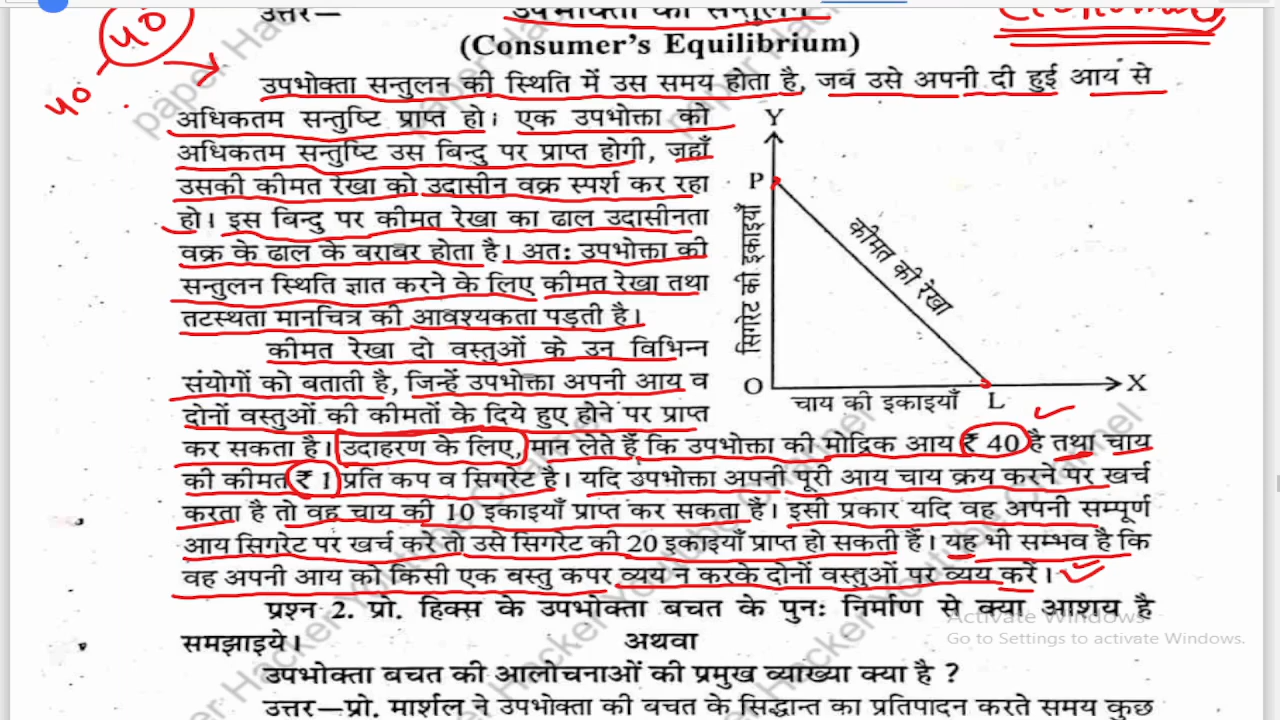 40
40
उत्तर— उपभोक्ता का सन्तुलन
(Consumer's Equilibrium)
उपभोक्ता सन्तुलन की स्थिति में उस समय होता है, जब उसे अपनी दी हुई आय से
अधिकतम सन्तुष्टि प्राप्त हो। एक उपभोक्ता को
अधिकतम सन्तुष्टि उस बिन्दु पर प्राप्त होगी, जहाँ
उसकी कीमत रेखा को उदासीन वक्र स्पर्श कर रहा
हो। इस बिन्दु पर कीमत रेखा का ढाल उदासीनता
वक्र के ढाल के बराबर होता है। अतः उपभोक्ता की
सन्तुलन स्थिति ज्ञात करने के लिए कीमत रेखा तथा
तटस्थता मानचित्र की आवश्यकता पड़ती है।
कीमत रेखा दो वस्तुओं के उन विभिन्न
संयोगों को बताती है, जिन्हें उपभोक्ता अपनी आय व
दोनों वस्तुओं की कीमतों के दिये हुए होने पर प्राप्त
Y
P
सिगरेट की इकाइयाँ
कीमत की रेखा
O
X
चाय की इकाइयाँ L
कर सकता है। उदाहरण के लिए, मान लेते हैं कि उपभोक्ता की मौद्रिक आय ₹ 40 है तथा चाय
की कीमत ₹ 1 प्रति कप व सिगरेट है। यदि उपभोक्ता अपनी पूरी आय चाय क्रय करने पर खर्च
करता है तो वह चाय की 10 इकाइयाँ प्राप्त कर सकता है। इसी प्रकार यदि वह अपनी सम्पूर्ण
आय सिगरेट पर खर्च करे तो उसे सिगरेट की 20 इकाइयाँ प्राप्त हो सकती हैं। यह भी सम्भव है कि
वह अपनी आय को किसी एक वस्तु कपर व्यय न करके दोनों वस्तुओं पर व्यय करें।
प्रश्न 2. प्रो. हिक्स के उपभोक्ता बचत के पुनः निर्माण से क्या आशय है
समझाइये। अथवा
उपभोक्ता बचत की आलोचनाओं की प्रमुख व्याख्या क्या है ?
उत्तर—प्रो. मार्शल ने उपभोक्ता की बचत के सिद्धान्त का प्रतिपादन करते समय कुछ
Activate Windows
Go to Settings to activate Windows.
paper Hacker Youtube Channel